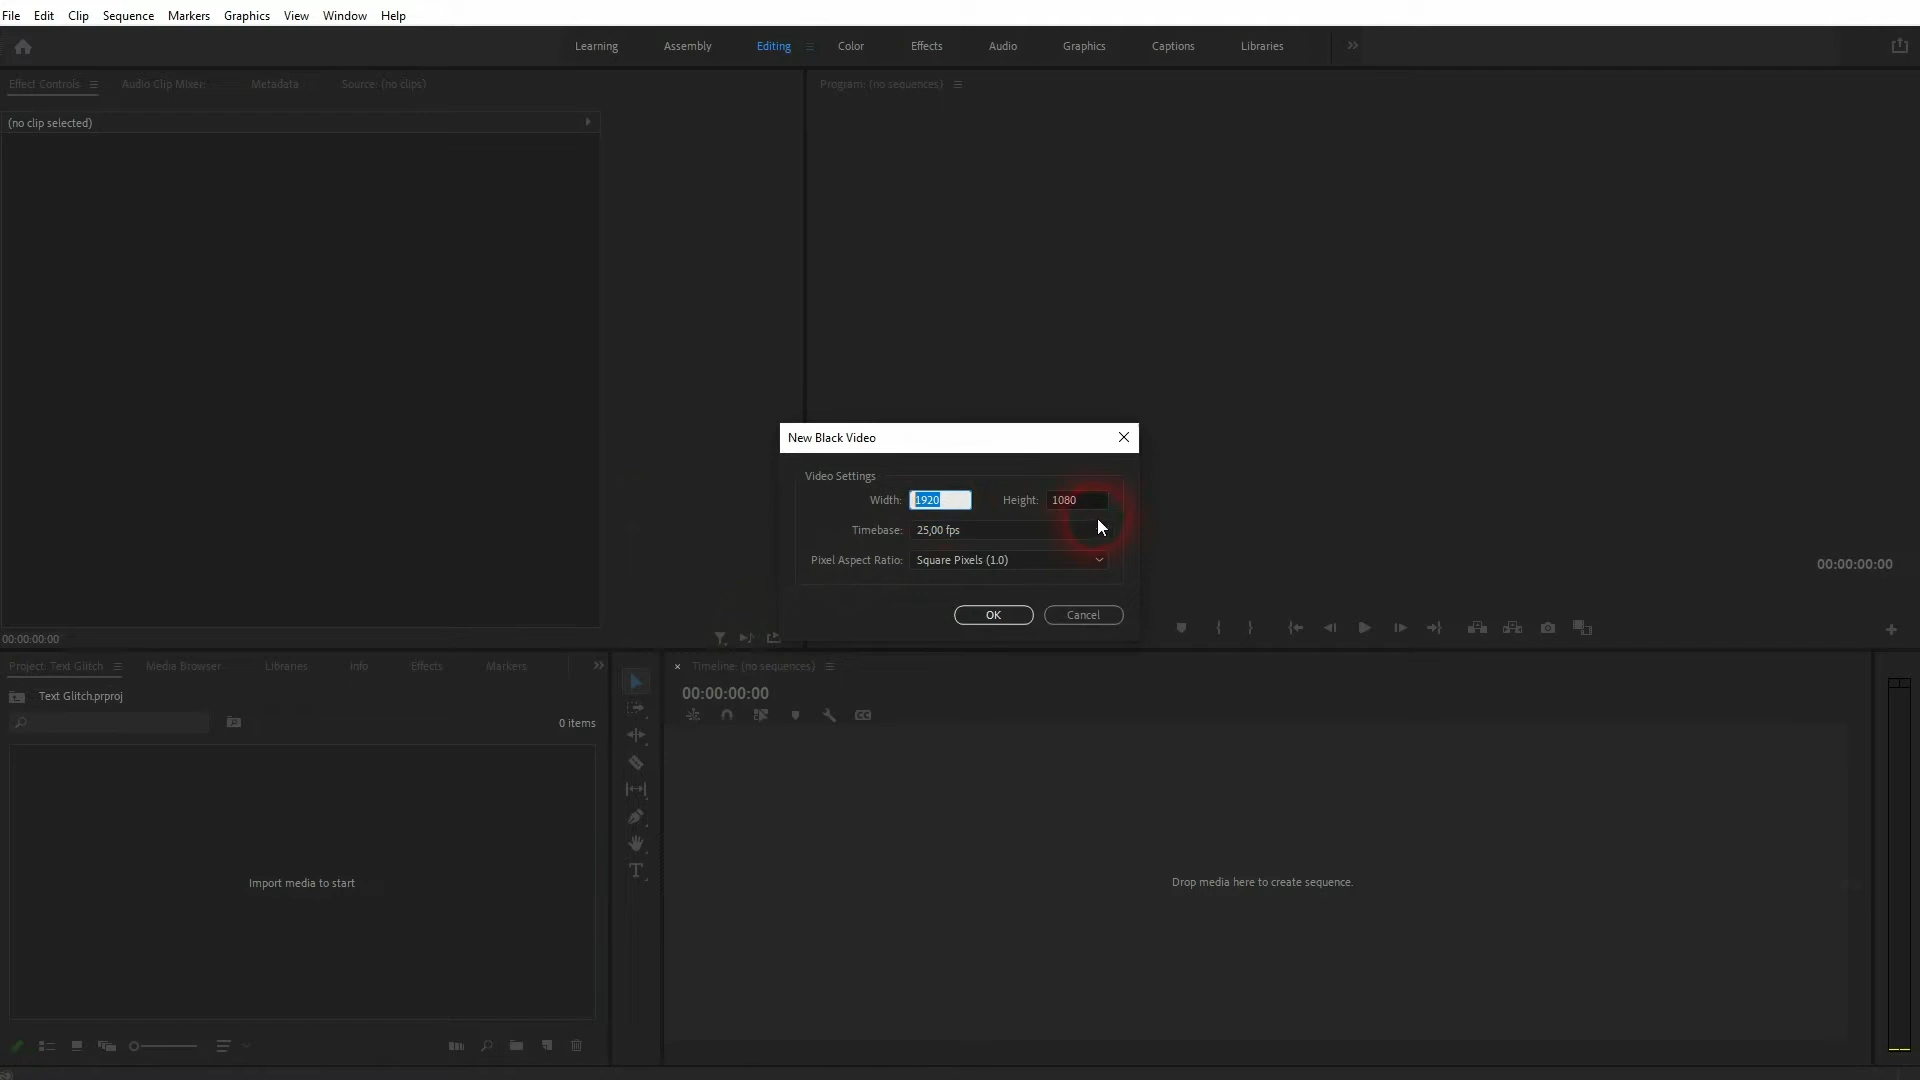 File Edit Clip Sequence Markers Graphics View Window Help
Learning Assembly Editing Color Effects Audio Graphics Captions Libraries
Effect Controls Audio Clip Mixer: Metadata Source: (no clips) Program: (no sequences)
(no clip selected)
New Black Video
Video Settings
Width: 1920 Height: 1080
Timebase: 25,00 fps
Pixel Aspect Ratio: Square Pixels (1.0)
00:00:00:00
OK Cancel
00:00:00:00
Project: Text Glitch Media Browser Libraries Info Effects Markers Timeline: (no sequences)
Text Glitch.prproj 00:00:00:00
CC
0 items
Import media to start Drop media here to create sequence.